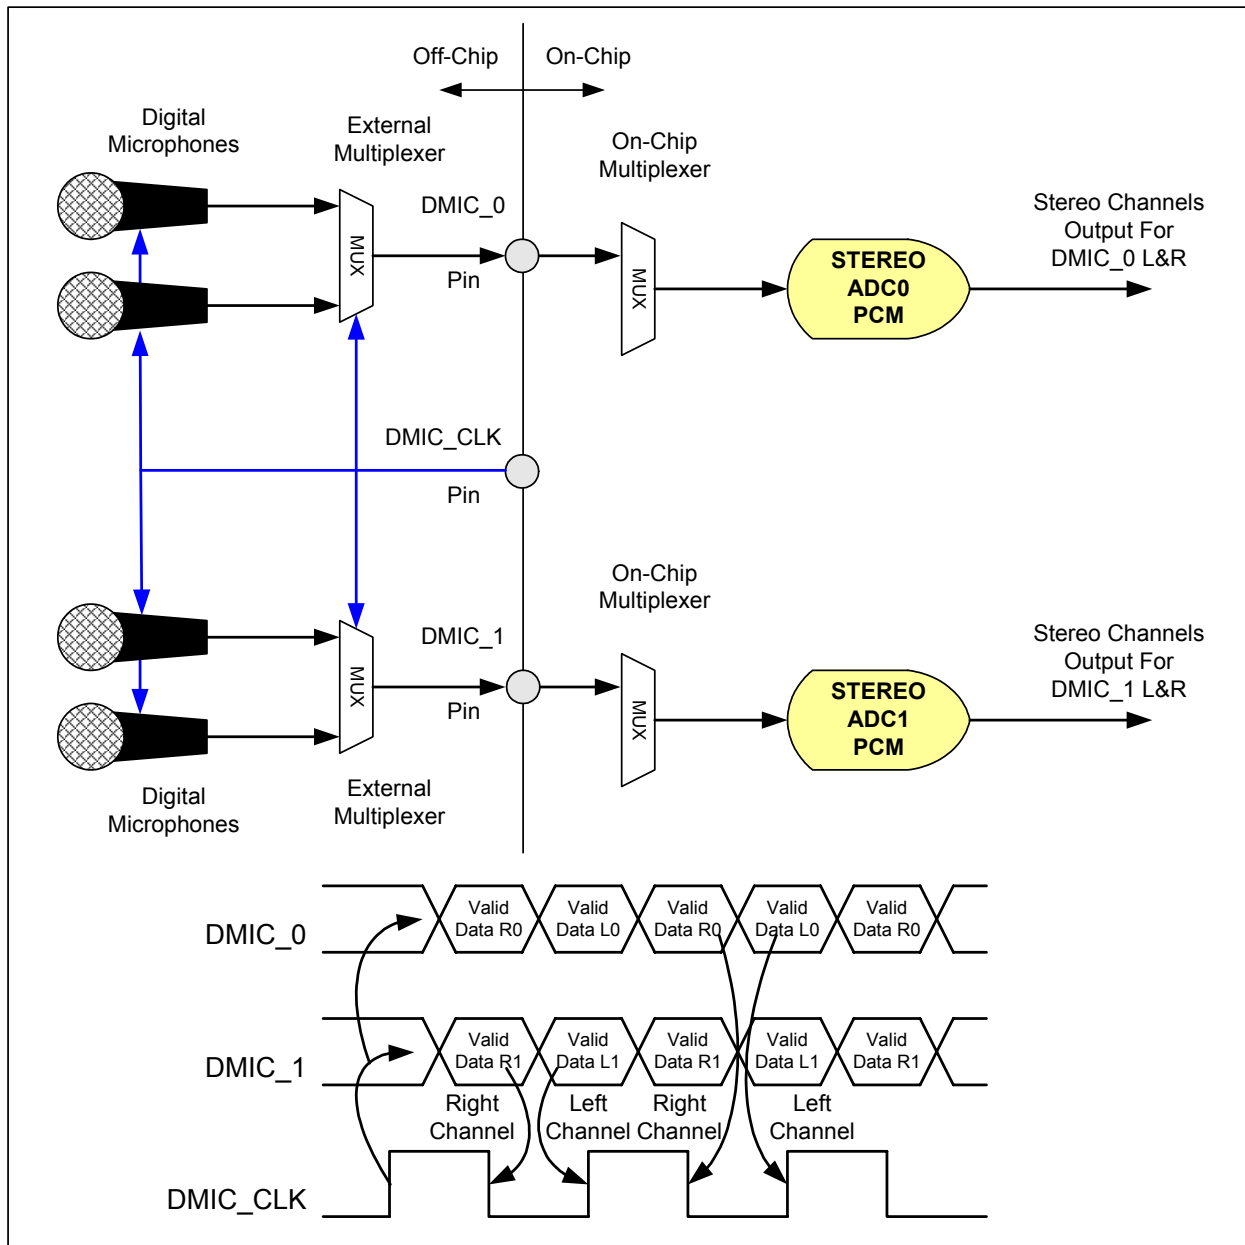 Off-Chip
On-Chip
Digital
Microphones
External
Multiplexer
On-Chip
Multiplexer
DMIC_0
Pin
MUX
MUX
STEREO
ADC0
PCM
Stereo Channels
Output For
DMIC_0 L&R
DMIC_CLK
Pin
On-Chip
Multiplexer
DMIC_1
Pin
MUX
MUX
STEREO
ADC1
PCM
Stereo Channels
Output For
DMIC_1 L&R
Digital
Microphones
External
Multiplexer
DMIC_0
Valid
Data R0
Valid
Data L0
Valid
Data R0
Valid
Data L0
Valid
Data R0
DMIC_1
Valid
Data R1
Valid
Data L1
Valid
Data R1
Valid
Data L1
Valid
Data R1
Right
Channel
Left
Channel
Right
Channel
Left
Channel
DMIC_CLK